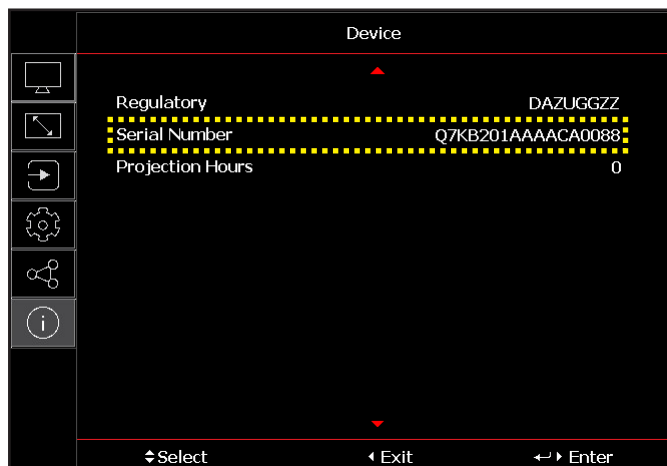 Device
Regulatory DAZUGGZZ
Serial Number Q7KB201AAAACA0088
Projection Hours 0
Select Exit Enter